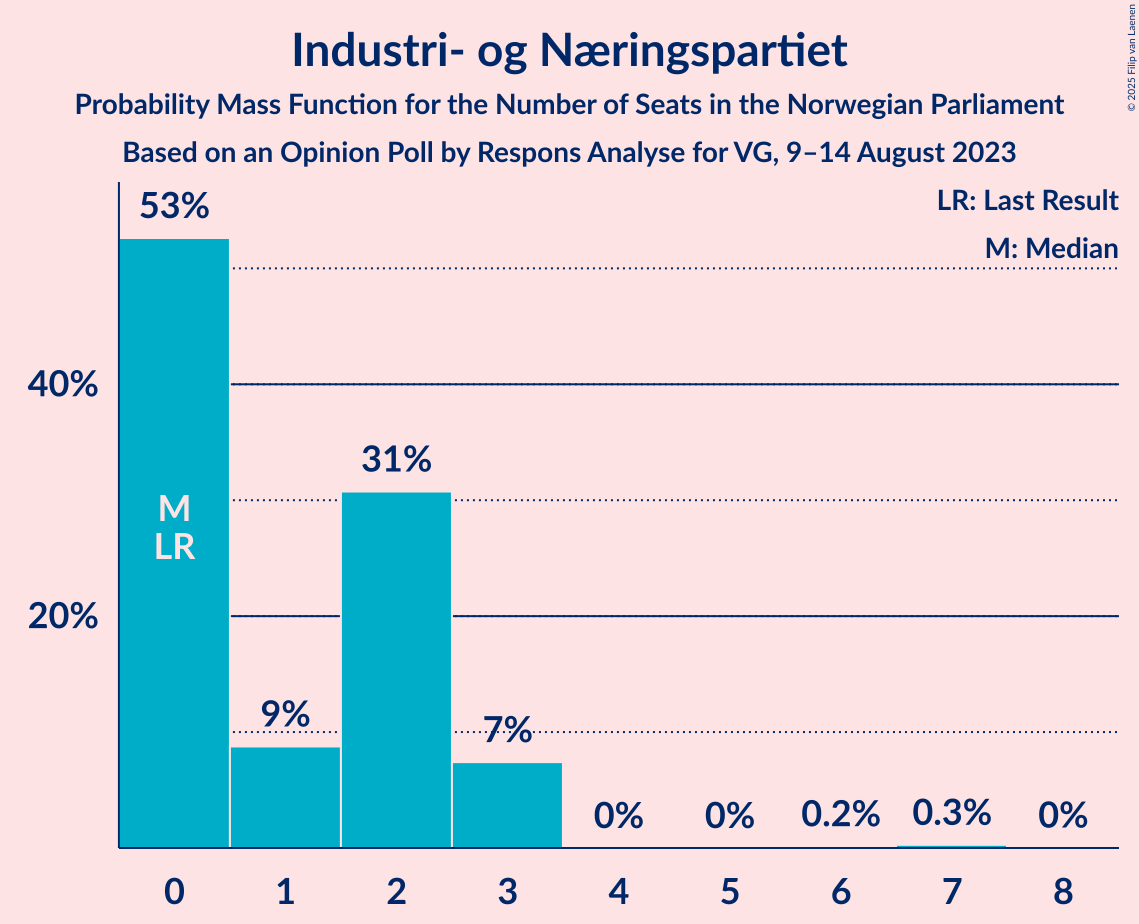 Industri- og Næringspartiet
Probability Mass Function for the Number of Seats in the Norwegian Parliament
Based on an Opinion Poll by Respons Analyse for VG, 9–14 August 2023
© 2025 Filip van Laenen
LR: Last Result
M: Median
53%
40%
31%
M
LR
20%
9%
7%
0%
0%
0.2%
0.3%
0%
0
1
2
3
4
5
6
7
8